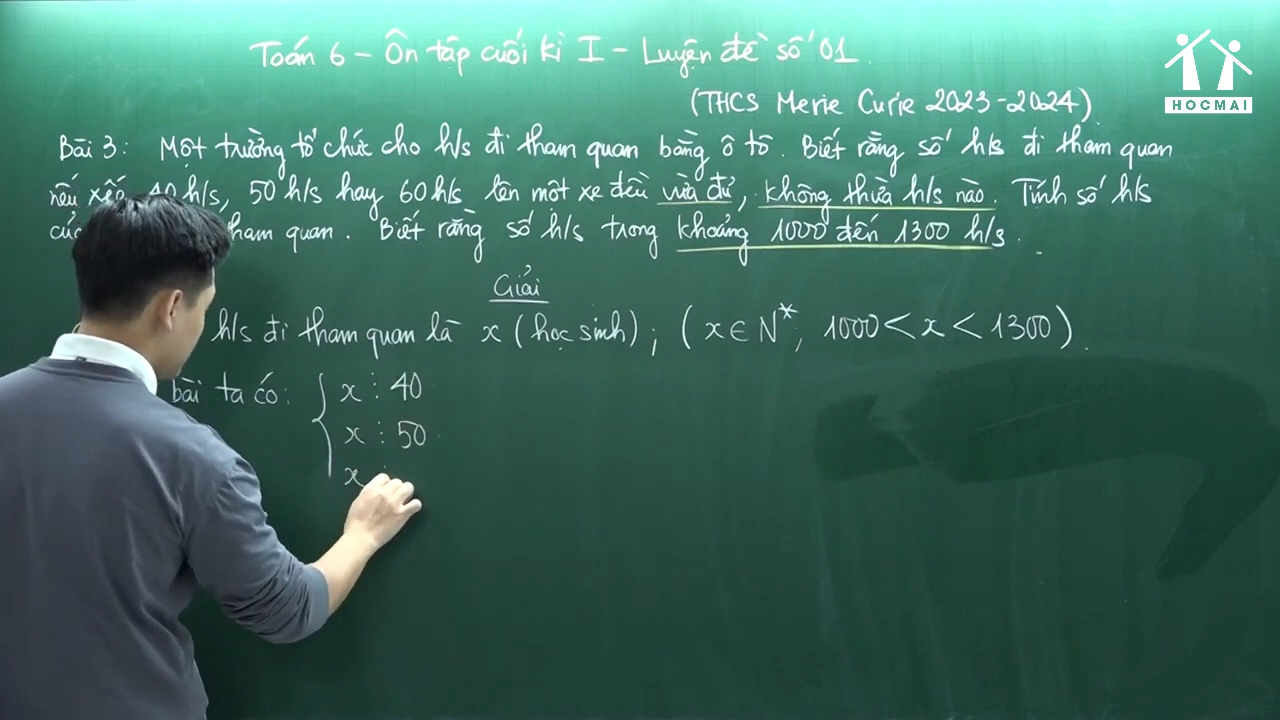 Toán 6 – Ôn tập cuối kì I – Luyện đề số 01.
HOCMAI
(THCS Merie Curie 2023-2024)
Bài 3: Một trường tổ chức cho h/s đi tham quan bằng ô tô. Biết rằng số h/s đi tham quan
nếu xếp 40 h/s, 50 h/s hay 60 h/s lên một xe đều vừa đủ, không thừa h/s nào. Tính số h/s
của tham quan. Biết rằng số h/s trong khoảng 1000 đến 1300 h/s.
Giải
h/s đi tham quan là x (học sinh); (x ∈ N*; 1000 < x < 1300).
bài ta có: { x ⋮ 40
x ⋮ 50
x